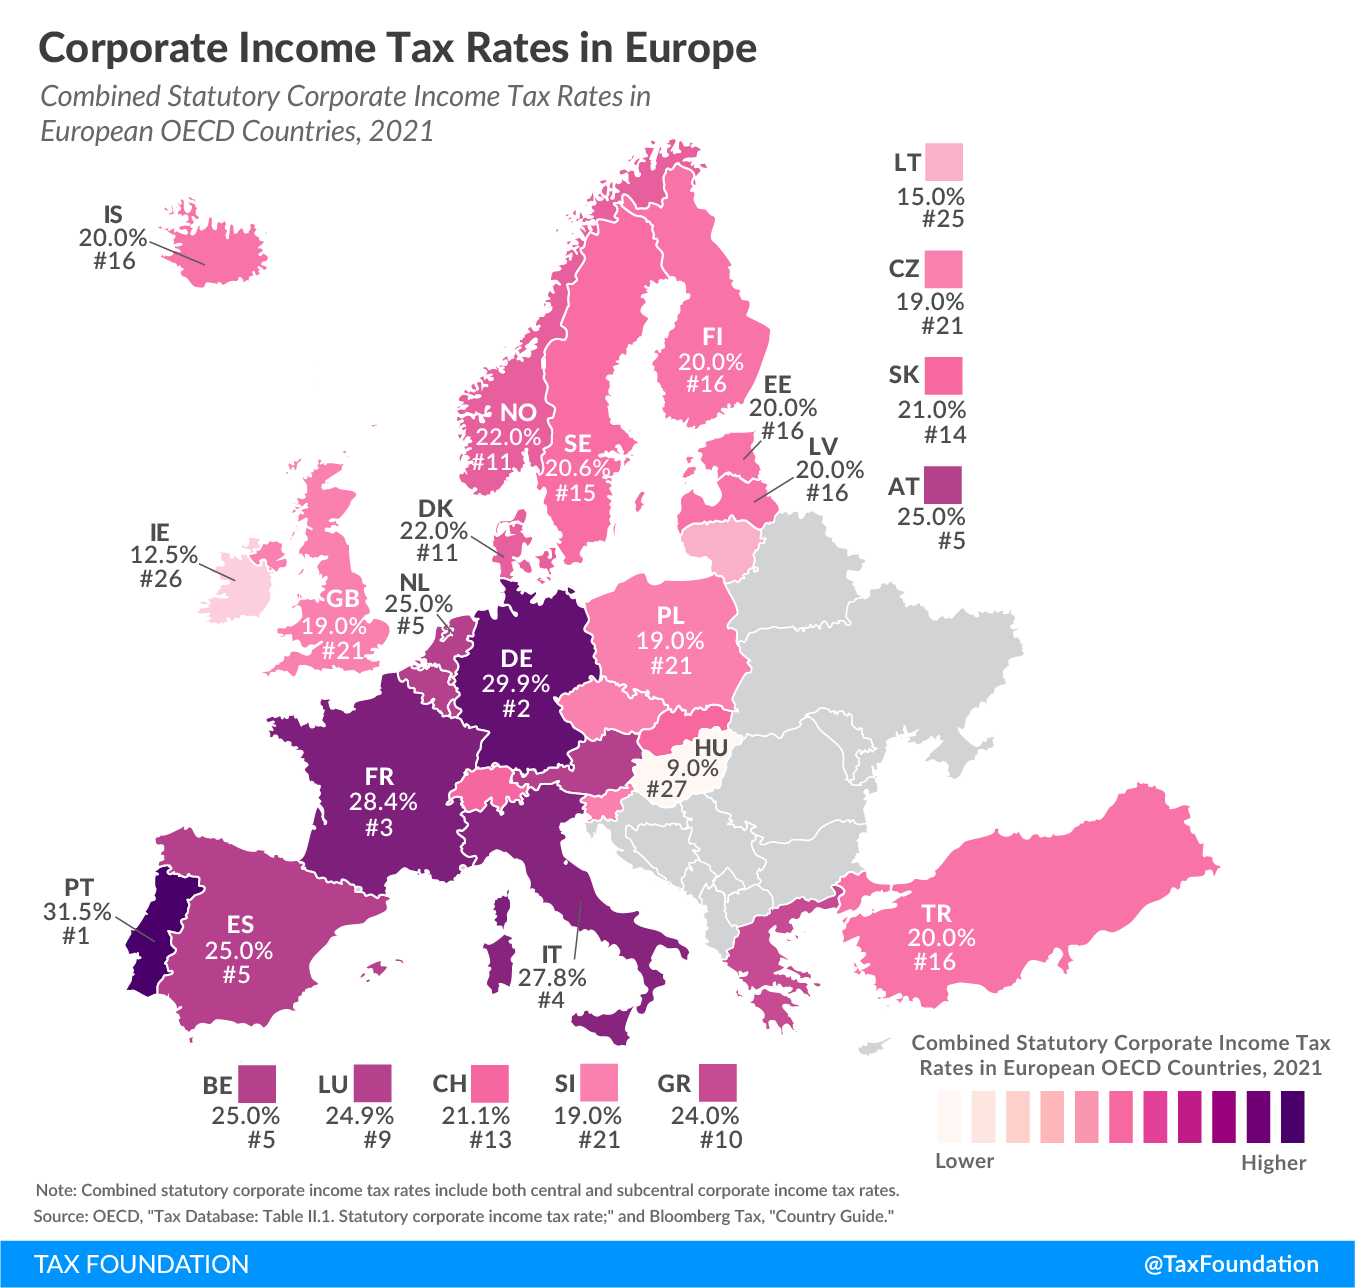 Corporate Income Tax Rates in Europe
Combined Statutory Corporate Income Tax Rates in
European OECD Countries, 2021
LT
15.0%
#25
IS
20.0%
#16
CZ
19.0%
#21
FI
20.0%
#16
SK
21.0%
#14
EE
20.0%
#16
NO
22.0%
#11
SE
20.6%
#15
LV
20.0%
#16
AT
25.0%
#5
DK
22.0%
#11
IE
12.5%
#26
NL
25.0%
#5
GB
19.0%
#21
PL
19.0%
#21
DE
29.9%
#2
HU
9.0%
#27
FR
28.4%
#3
PT
31.5%
#1
ES
25.0%
#5
IT
27.8%
#4
TR
20.0%
#16
BE
25.0%
#5
LU
24.9%
#9
CH
21.1%
#13
SI
19.0%
#21
GR
24.0%
#10
Combined Statutory Corporate Income Tax
Rates in European OECD Countries, 2021
Lower
Higher
Note: Combined statutory corporate income tax rates include both central and subcentral corporate income tax rates.
Source: OECD, "Tax Database: Table II.1. Statutory corporate income tax rate;" and Bloomberg Tax, "Country Guide."
TAX FOUNDATION
@TaxFoundation